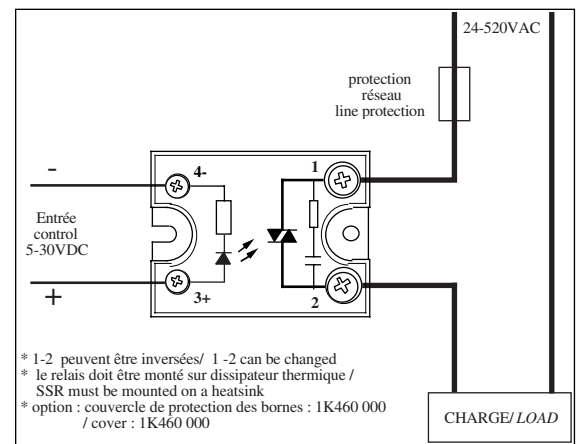 24-520VAC
protection
réseau
line protection
-
4-
1
Entrée
control
5-30VDC
+
3+
2
* 1-2 peuvent être inversées/ 1 -2 can be changed
* le relais doit être monté sur dissipateur thermique /
SSR must be mounted on a heatsink
* option : couvercle de protection des bornes : 1K460 000
/ cover : 1K460 000
CHARGE/ LOAD